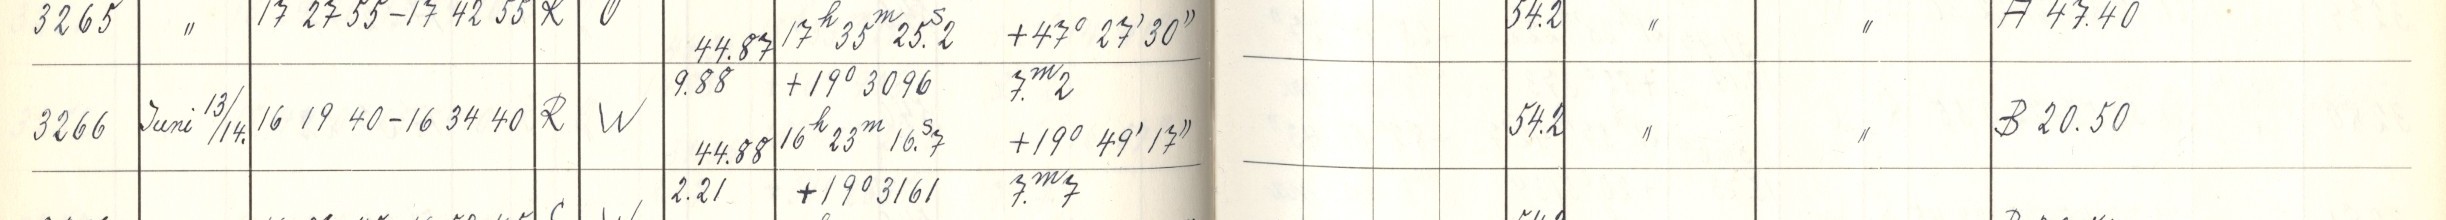 3265 " 17 27 55 – 17 42 55 R O 44.87 17h 35m 25.s2 +47° 27' 30" 54.2 " " A 47.40
9.88 +19° 3096 7.m2
3266 Juni 13/14. 16 19 40 – 16 34 40 R W 44.88 16h 23m 16.s7 +19° 49' 17" 54.2 " " B 20.50
2.21 +19° 3161 7.m7